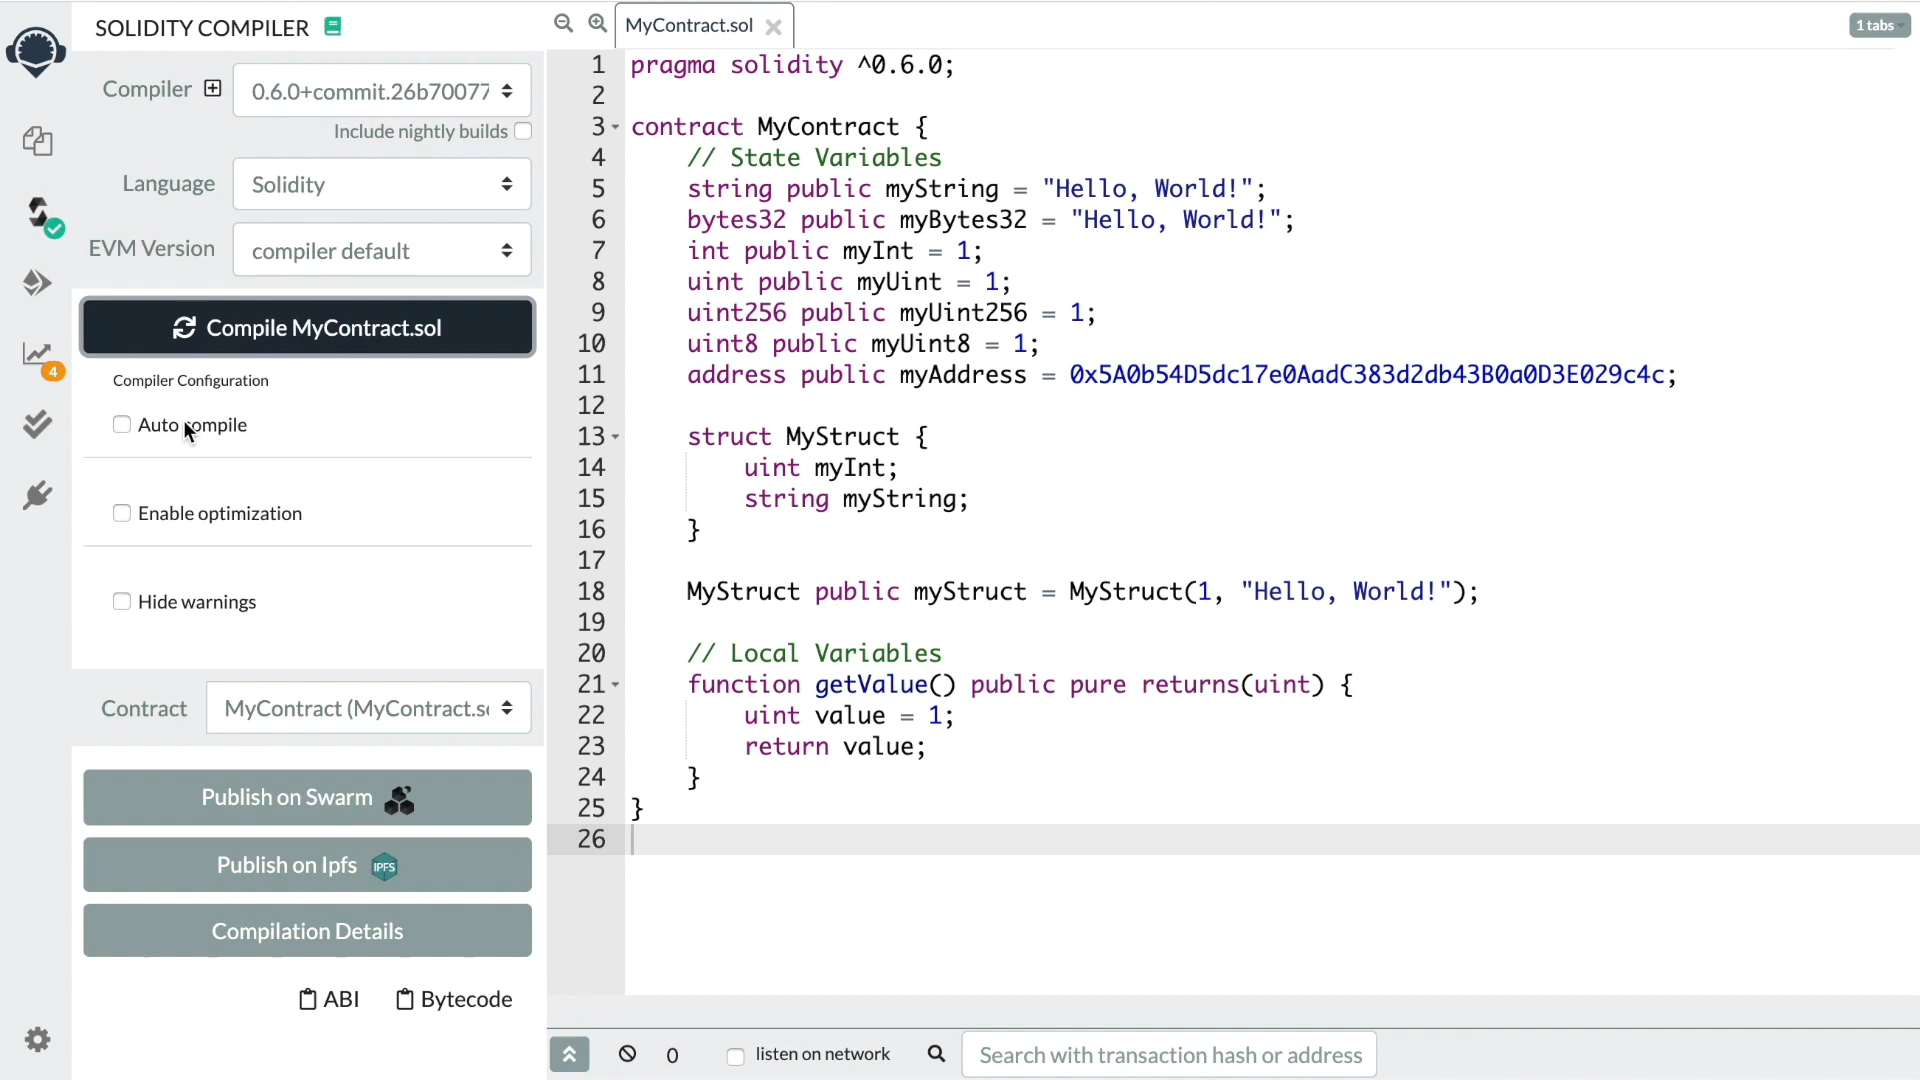 SOLIDITY COMPILER
Compiler
0.6.0+commit.26b70077
Include nightly builds
Language
Solidity
EVM Version
compiler default
Compile MyContract.sol
Compiler Configuration
Auto compile
Enable optimization
Hide warnings
4
Contract
MyContract (MyContract.s
Publish on Swarm
Publish on Ipfs
IPFS
Compilation Details
ABI
Bytecode
MyContract.sol
1 tabs
1 pragma solidity ^0.6.0;
2
3 contract MyContract {
4 // State Variables
5 string public myString = "Hello, World!";
6 bytes32 public myBytes32 = "Hello, World!";
7 int public myInt = 1;
8 uint public myUint = 1;
9 uint256 public myUint256 = 1;
10 uint8 public myUint8 = 1;
11 address public myAddress = 0x5A0b54D5dc17e0AadC383d2db43B0a0D3E029c4c;
12
13 struct MyStruct {
14 uint myInt;
15 string myString;
16 }
17
18 MyStruct public myStruct = MyStruct(1, "Hello, World!");
19
20 // Local Variables
21 function getValue() public pure returns(uint) {
22 uint value = 1;
23 return value;
24 }
25 }
26
0
listen on network
Search with transaction hash or address